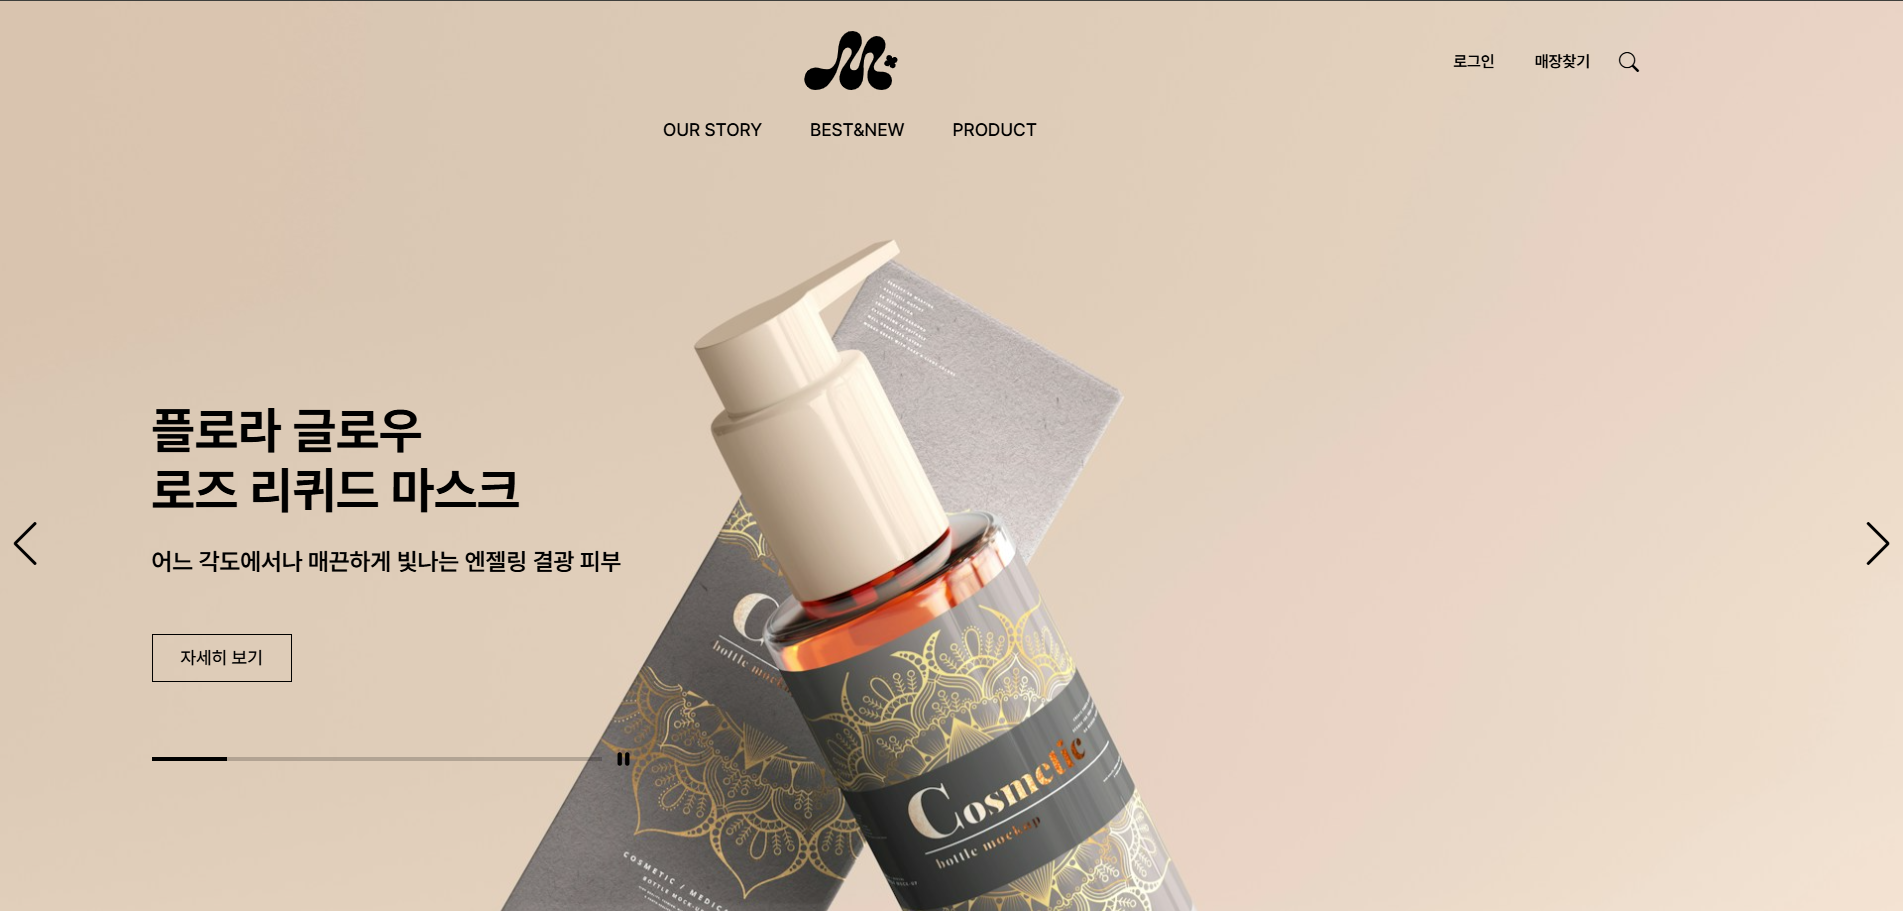 로그인
매장찾기
OUR STORY
BEST&NEW
PRODUCT
플로라 글로우
로즈 리퀴드 마스크
어느 각도에서나 매끈하게 빛나는 엔젤링 결광 피부
자세히 보기
C
bottle mocku
Cosmetic
bottle mockup
COSMETIC / MEDIC
BOTTLE MOCK-U